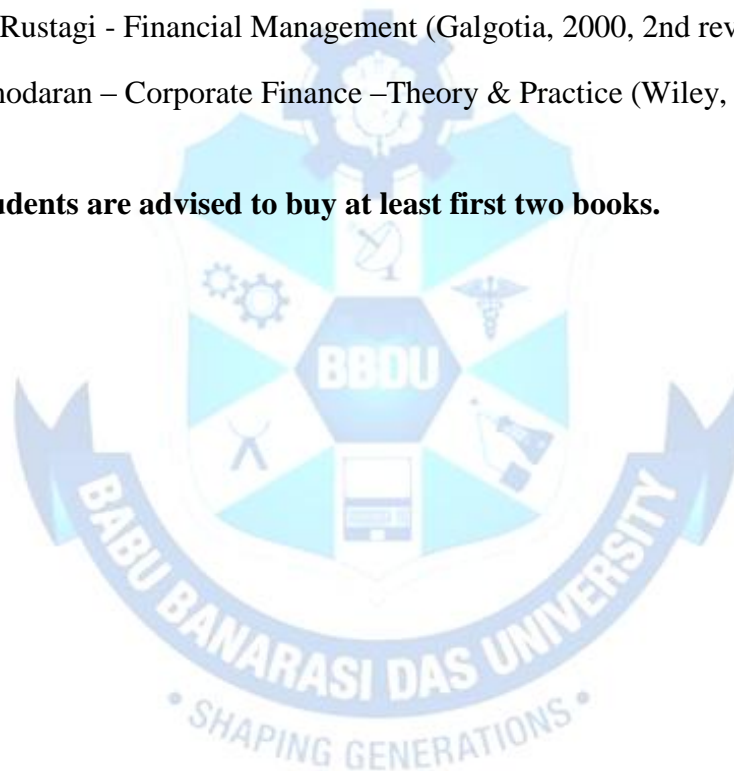 Rustagi - Financial Management (Galgotia, 2000, 2nd rev
nodaran – Corporate Finance –Theory & Practice (Wiley,
udents are advised to buy at least first two books.
BBDU
BABU BANARASI DAS UNIVERSITY
• SHAPING GENERATIONS •